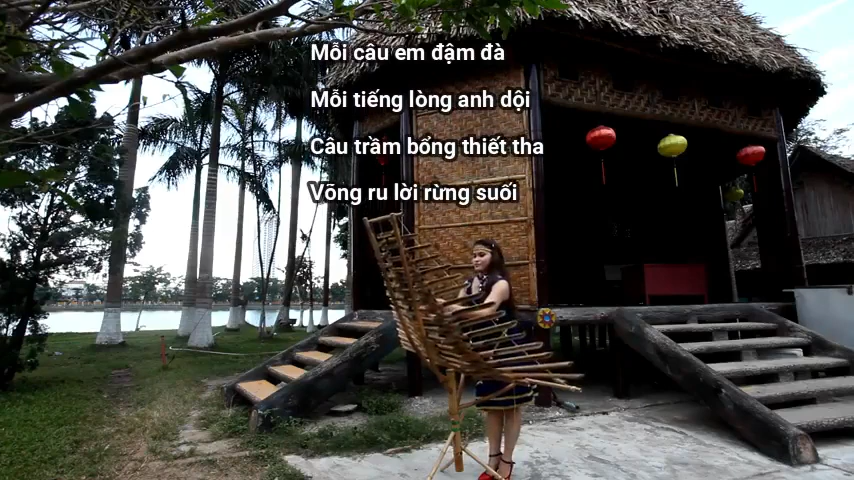 Mỗi câu em đậm đà
Mỗi tiếng lòng anh dội
Câu trầm bổng thiết tha
Võng ru lời rừng suối